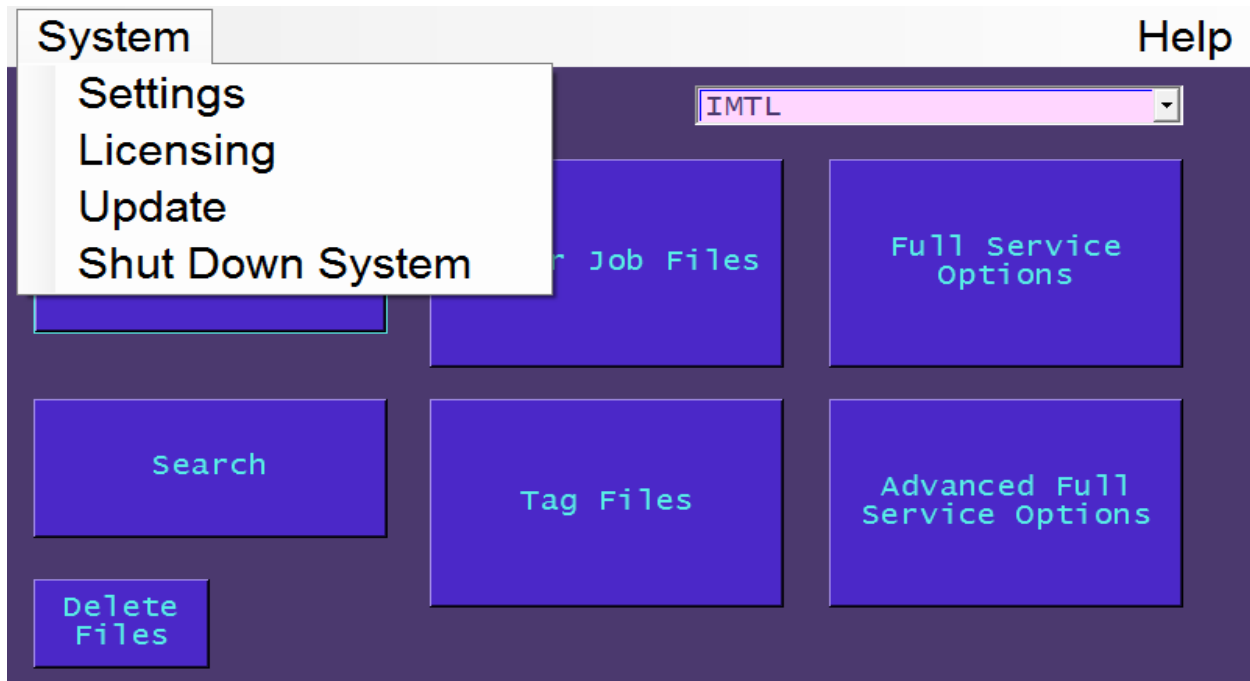 System
Help
Settings
Licensing
Update
Shut Down System
IMTL
Job Files
Full Service
Options
Search
Tag Files
Advanced Full
Service Options
Delete
Files